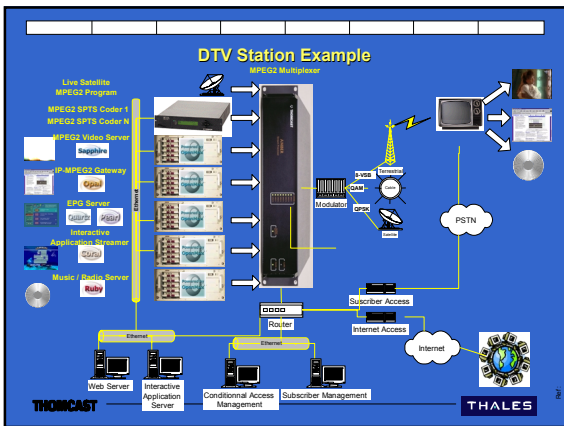 DTV Station Example
MPEG2 Multiplexer
Live Satellite
MPEG2 Program
MPEG2 SPTS Coder 1
MPEG2 SPTS Coder N
MPEG2 Video Server
Sapphire
IP-MPEG2 Gateway
Opal
EPG Server
Quartz
Pearl
Interactive
Application Streamer
Coral
Music / Radio Server
Ruby
Ethernet
THOMCAST
Modulator
8-VSB
QAM
QPSK
Terrestrial
Cable
Satellite
PSTN
Suscriber Access
Internet Access
Router
Internet
Ethernet
Ethernet
Web Server
Interactive
Application
Server
Conditionnal Access
Management
Subscriber Management
THOMCAST
THALES
Ref.: